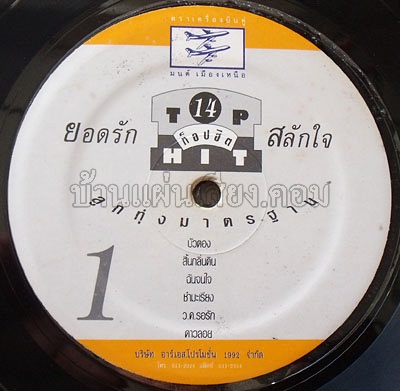 ตราเครื่องบินคู่
มนต์ เมืองเหนือ
14
TOP
ท็อปฮิต
HIT
ยอดรัก สลักใจ
บ้านแผ่นเสียง.คอม
ลูกทุ่งมาตรฐาน
1
บัวตอง
สิ้นกลิ่นดิน
ฉันจนใจ
ชำมะเรียง
ว.ค.รอรัก
ดาวลอย
บริษัท อาร์เอสโปรโมชั่น 1992 จำกัด